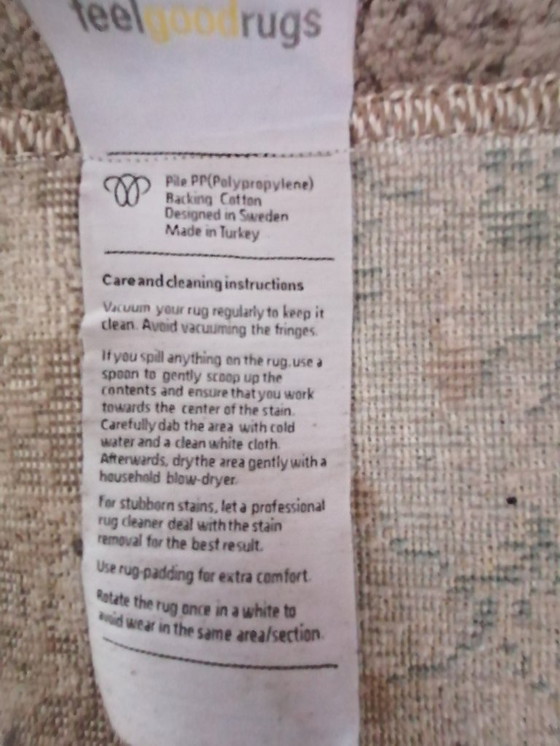 feelgoodrugs
Pile PP(Polypropylene)
Backing Cotton
Designed in Sweden
Made in Turkey
Care and cleaning instructions
Vacuum your rug regularly to keep it
clean. Avoid vacuuming the fringes.
If you spill anything on the rug, use a
spoon to gently scoop up the
contents and ensure that you work
towards the center of the stain.
Carefully dab the area with cold
water and a clean white cloth.
Afterwards, dry the area gently with a
household blow-dryer.
For stubborn stains, let a professional
rug cleaner deal with the stain
removal for the best result.
Use rug-padding for extra comfort.
Rotate the rug once in a white to
avoid wear in the same area/section.